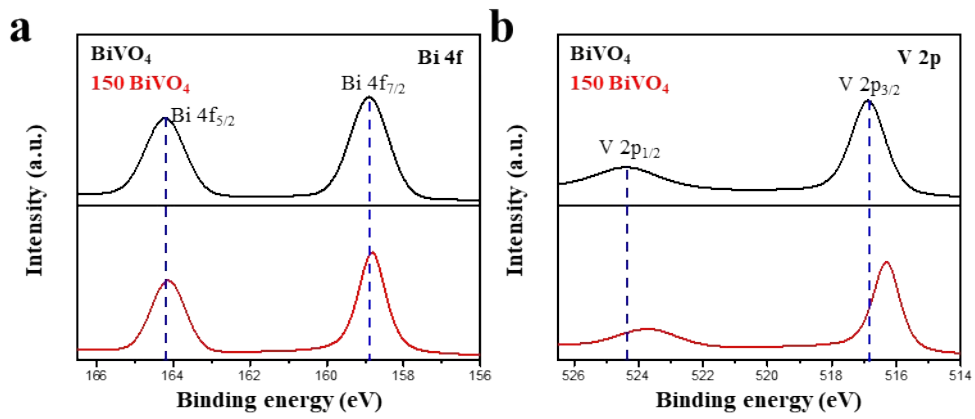 a
BiVO₄
150 BiVO₄
Bi 4f
Bi 4f₇/₂
Bi 4f₅/₂
Intensity (a.u.)
166 164 162 160 158 156
Binding energy (eV)
b
BiVO₄
150 BiVO₄
V 2p
V 2p₃/₂
V 2p₁/₂
Intensity (a.u.)
526 524 522 520 518 516 514
Binding energy (eV)